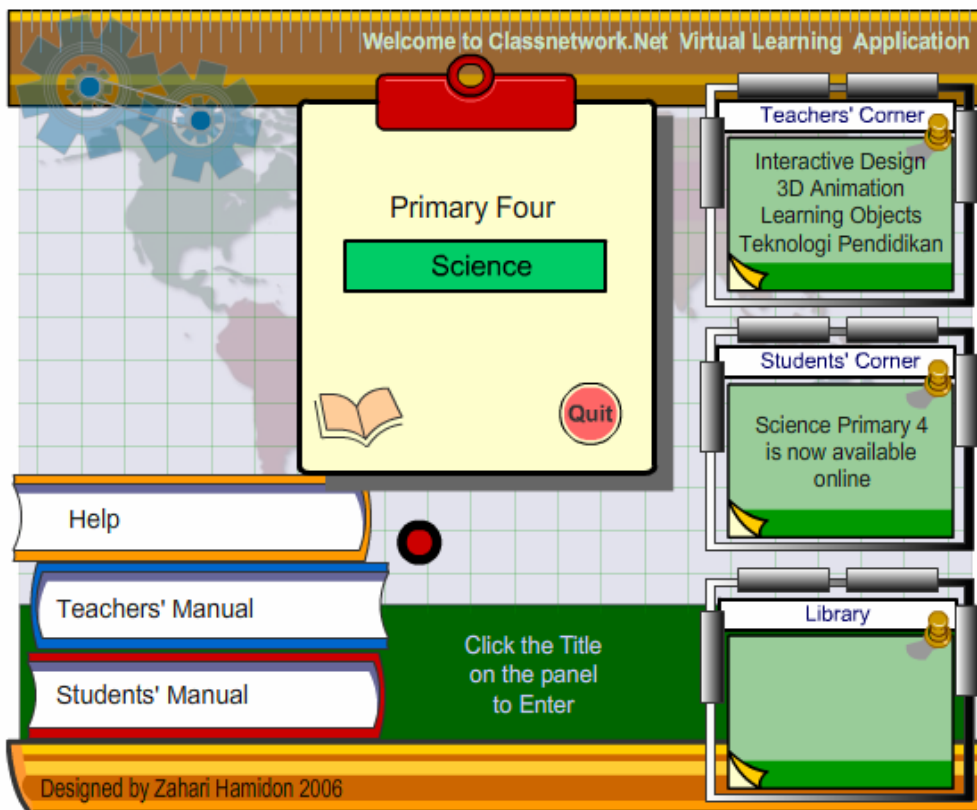 Welcome to Classnetwork.Net Virtual Learning Application
Primary Four
Science
Quit
Teachers' Corner
Interactive Design
3D Animation
Learning Objects
Teknologi Pendidikan
Students' Corner
Science Primary 4
is now available
online
Library
Help
Teachers' Manual
Students' Manual
Click the Title
on the panel
to Enter
Designed by Zahari Hamidon 2006